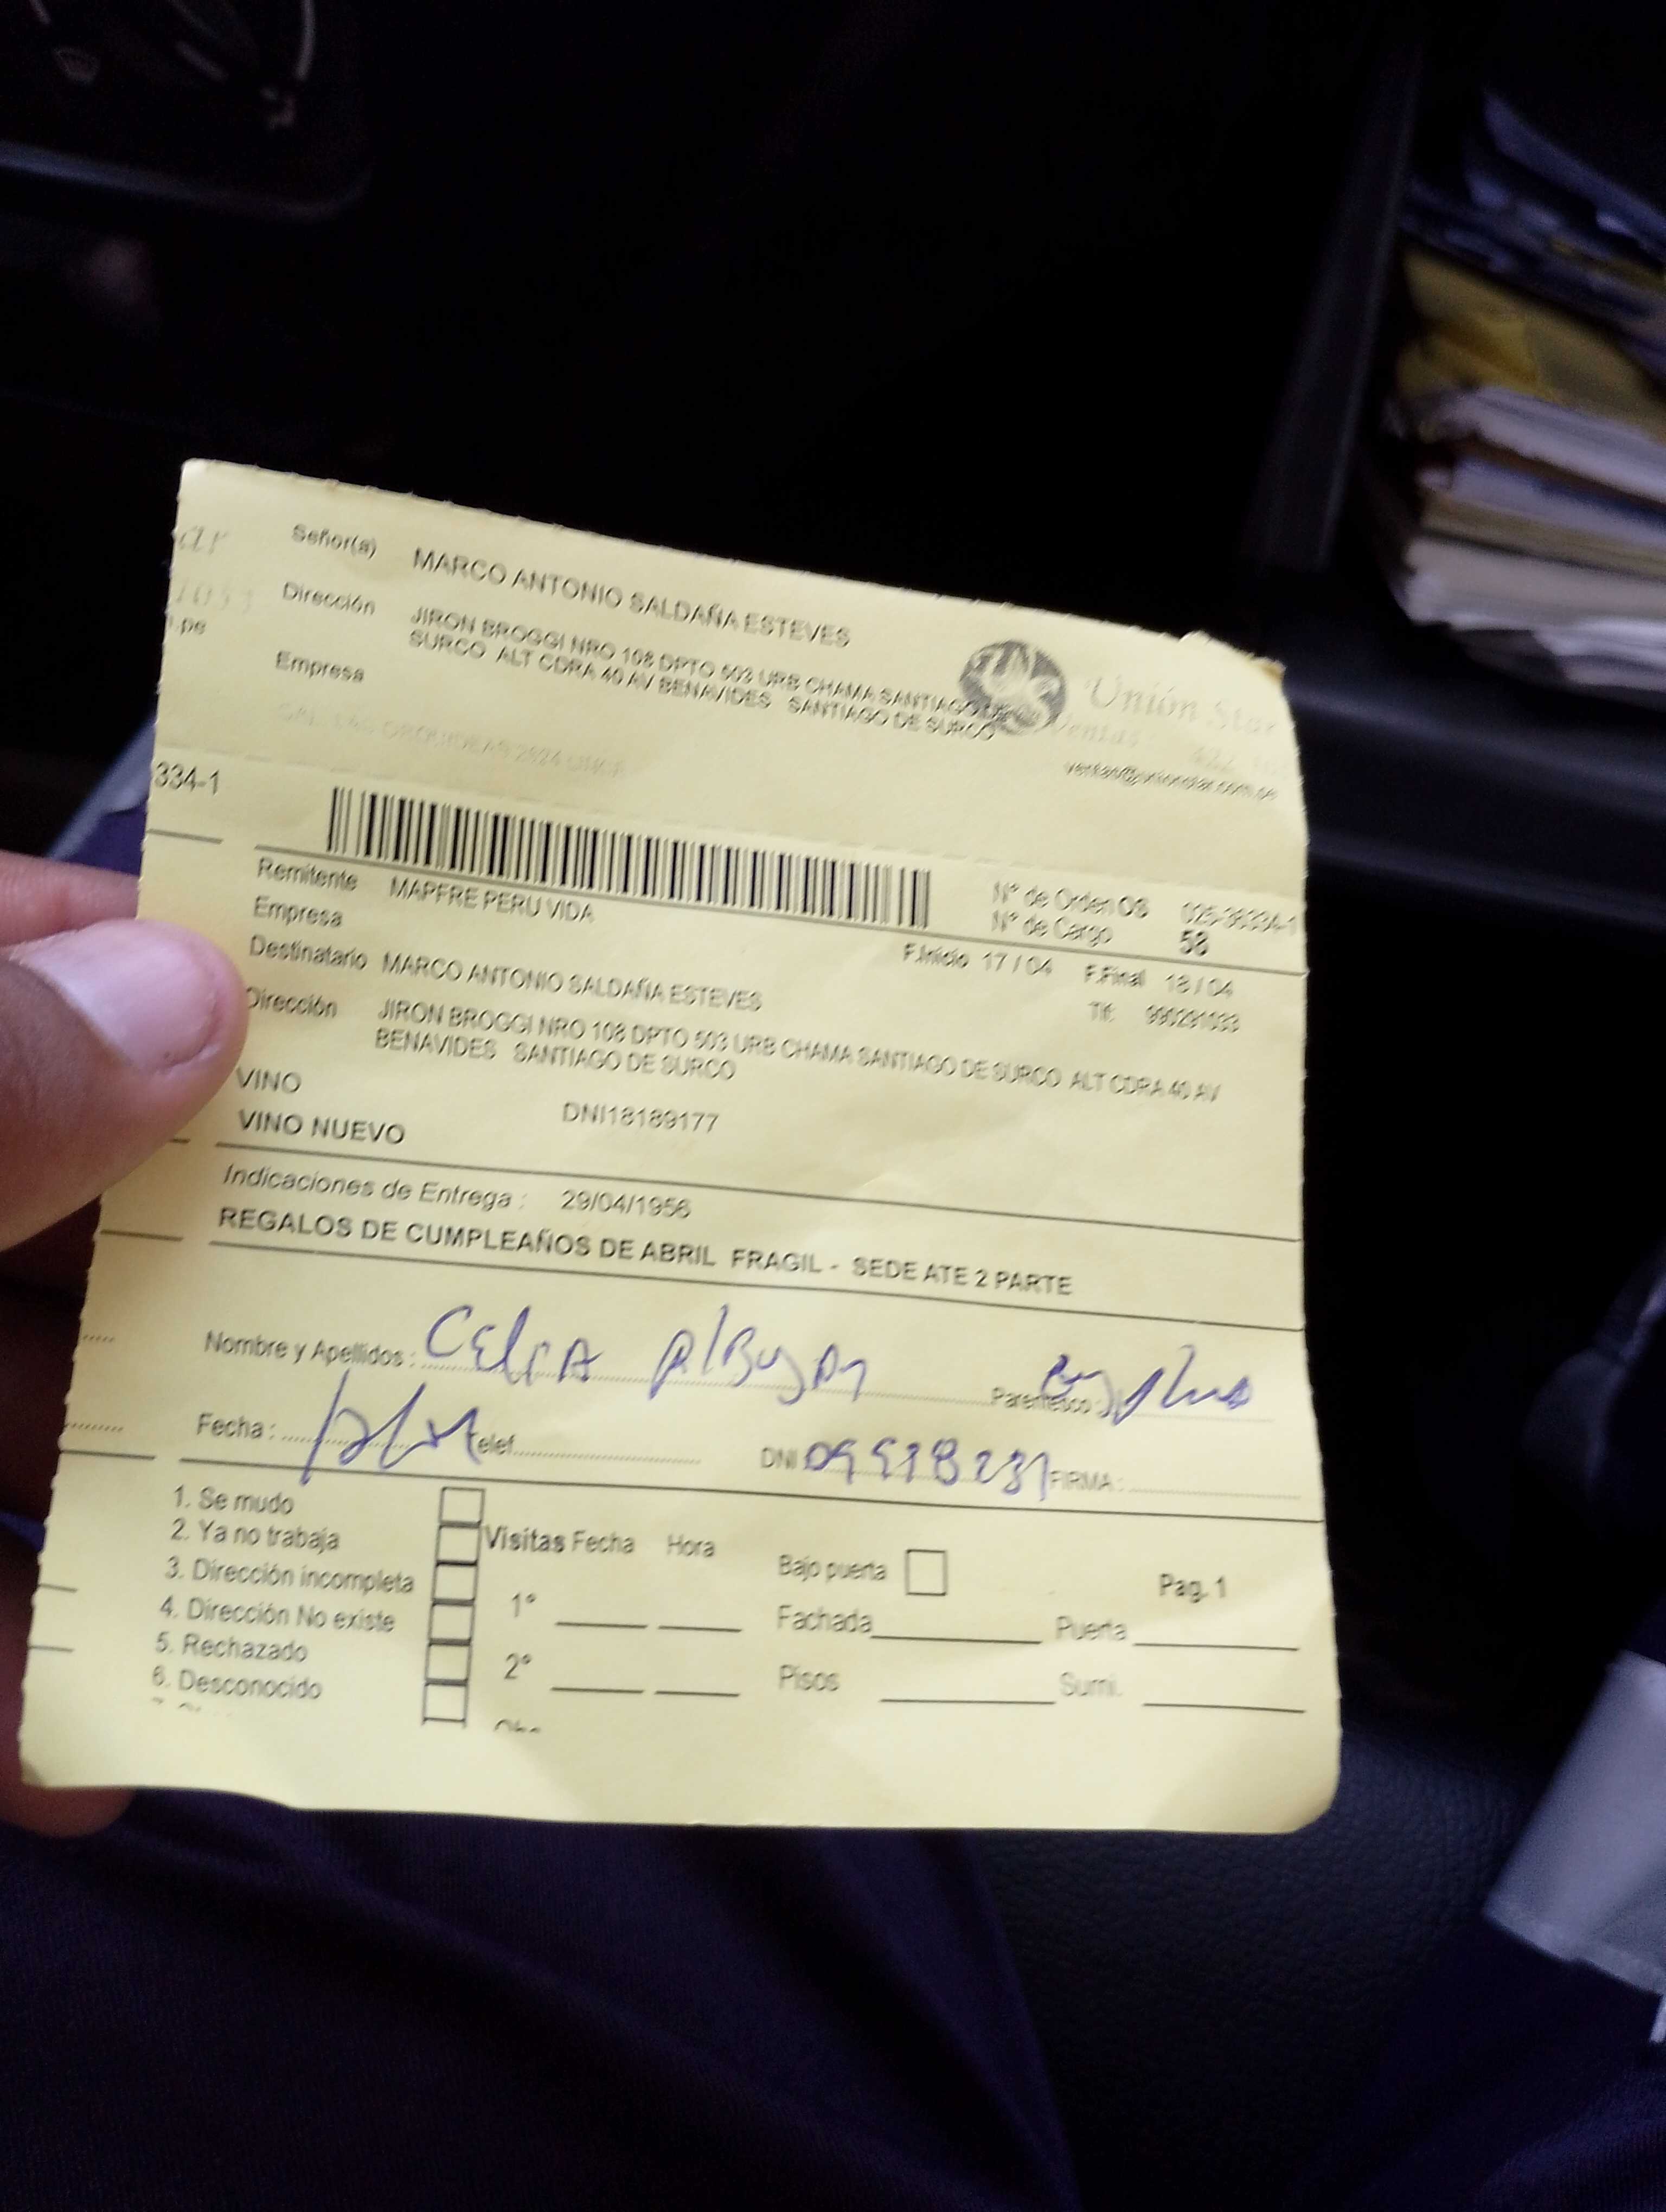 Señor(a) MARCO ANTONIO SALDAÑA ESTEVES
Dirección JIRON BROGGI NRO 108 DPTO 503 URB CHAMA SANTIAGO DE
SURCO ALT CDRA 40 AV BENAVIDES SANTIAGO DE SURCO
.pe
Empresa
Unión Star
Ventas
ventas@unionstar.com.pe
334-1
Remitente MAPFRE PERU VIDA
Nº de Orden OS
Empresa
Nº de Cargo 58
Destinatario MARCO ANTONIO SALDAÑA ESTEVES
F.Inicio 17 / 04 F.Final 18 / 04
Tlf:
Dirección JIRON BROGGI NRO 108 DPTO 503 URB CHAMA SANTIAGO DE SURCO ALT CDRA 40 AV
BENAVIDES SANTIAGO DE SURCO
VINO
VINO NUEVO DNI18189177
Indicaciones de Entrega : 29/04/1956
REGALOS DE CUMPLEAÑOS DE ABRIL FRAGIL - SEDE ATE 2 PARTE
Nombre y Apellidos : Celia Parentesco
Fecha : Telef. DNI FIRMA :
1. Se mudo
2. Ya no trabaja
3. Dirección incompleta
4. Dirección No existe
5. Rechazado
6. Desconocido
Visitas Fecha Hora
1°
2°
Bajo puerta Pag. 1
Fachada Puerta
Pisos Sumi.